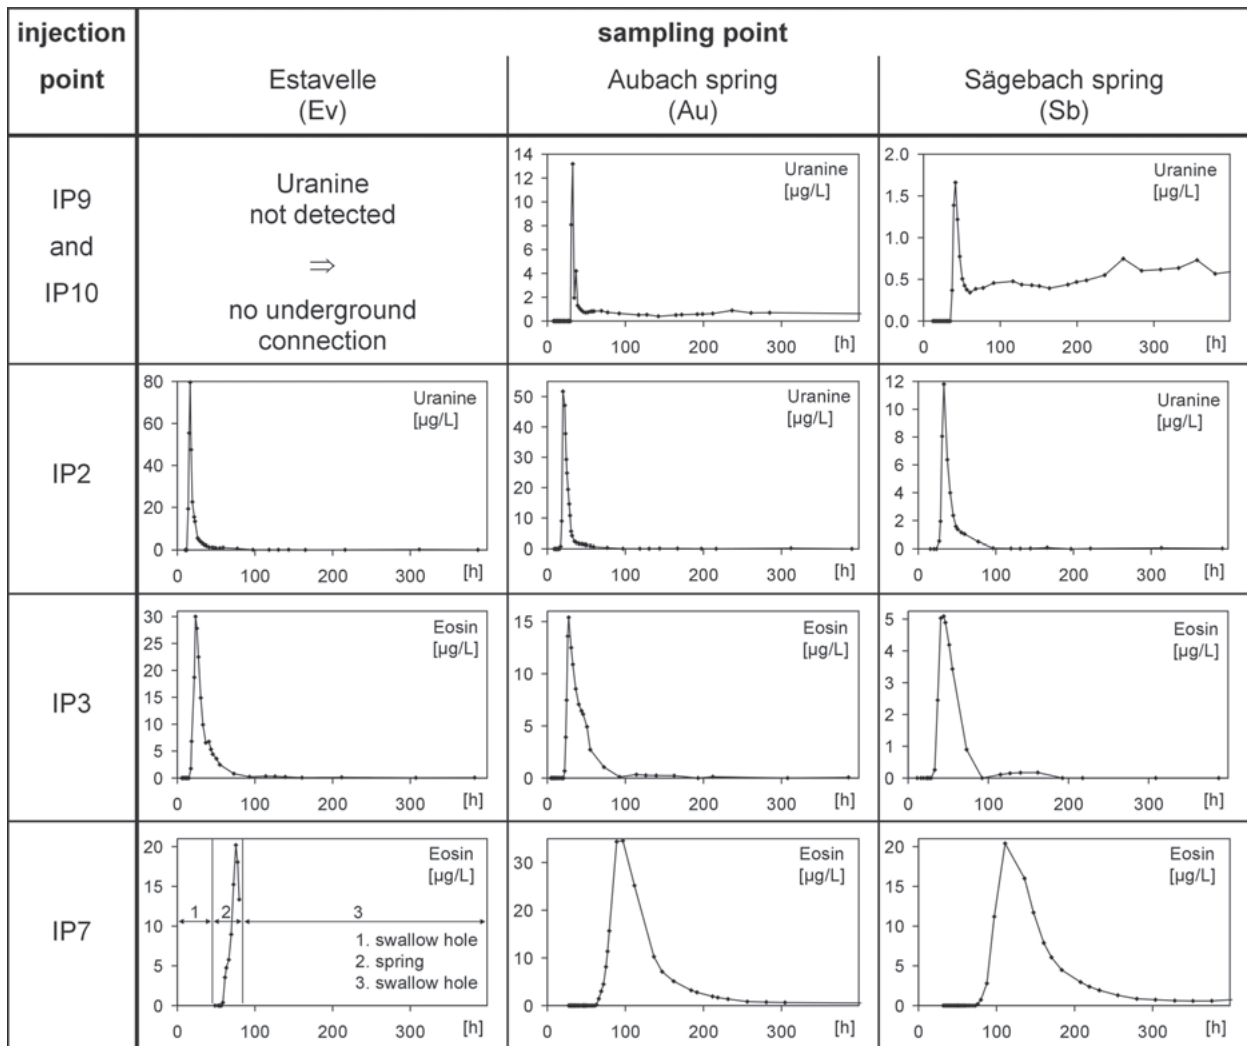 injection point
sampling point
Estavelle
(Ev)
Aubach spring
(Au)
Sägebach spring
(Sb)
IP9
and
IP10
Uranine
not detected
⇒
no underground
connection
14
12
10
8
6
4
2
0
Uranine
[µg/L]
0 100 200 300 [h]
2.0
1.5
1.0
0.5
0.0
Uranine
[µg/L]
0 100 200 300 [h]
IP2
80
60
40
20
0
Uranine
[µg/L]
0 100 200 300 [h]
50
40
30
20
10
0
Uranine
[µg/L]
0 100 200 300 [h]
12
10
8
6
4
2
0
Uranine
[µg/L]
0 100 200 300 [h]
IP3
30
25
20
15
10
5
0
Eosin
[µg/L]
0 100 200 300 [h]
15
10
5
0
Eosin
[µg/L]
0 100 200 300 [h]
5
4
3
2
1
0
Eosin
[µg/L]
0 100 200 300 [h]
IP7
20
15
10
5
0
Eosin
[µg/L]
1 2 3
1. swallow hole
2. spring
3. swallow hole
0 100 200 300 [h]
30
20
10
0
Eosin
[µg/L]
0 100 200 300 [h]
20
15
10
5
0
Eosin
[µg/L]
0 100 200 300 [h]